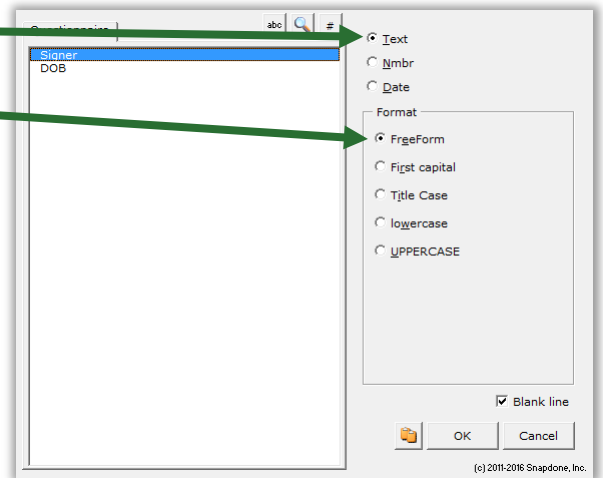 Questionnaire
abc #
Signer
DOB
Text
Nmbr
Date
Format
FreeForm
First capital
Title Case
lowercase
UPPERCASE
Blank line
OK Cancel
(c) 2011-2016 Snapdone, Inc.